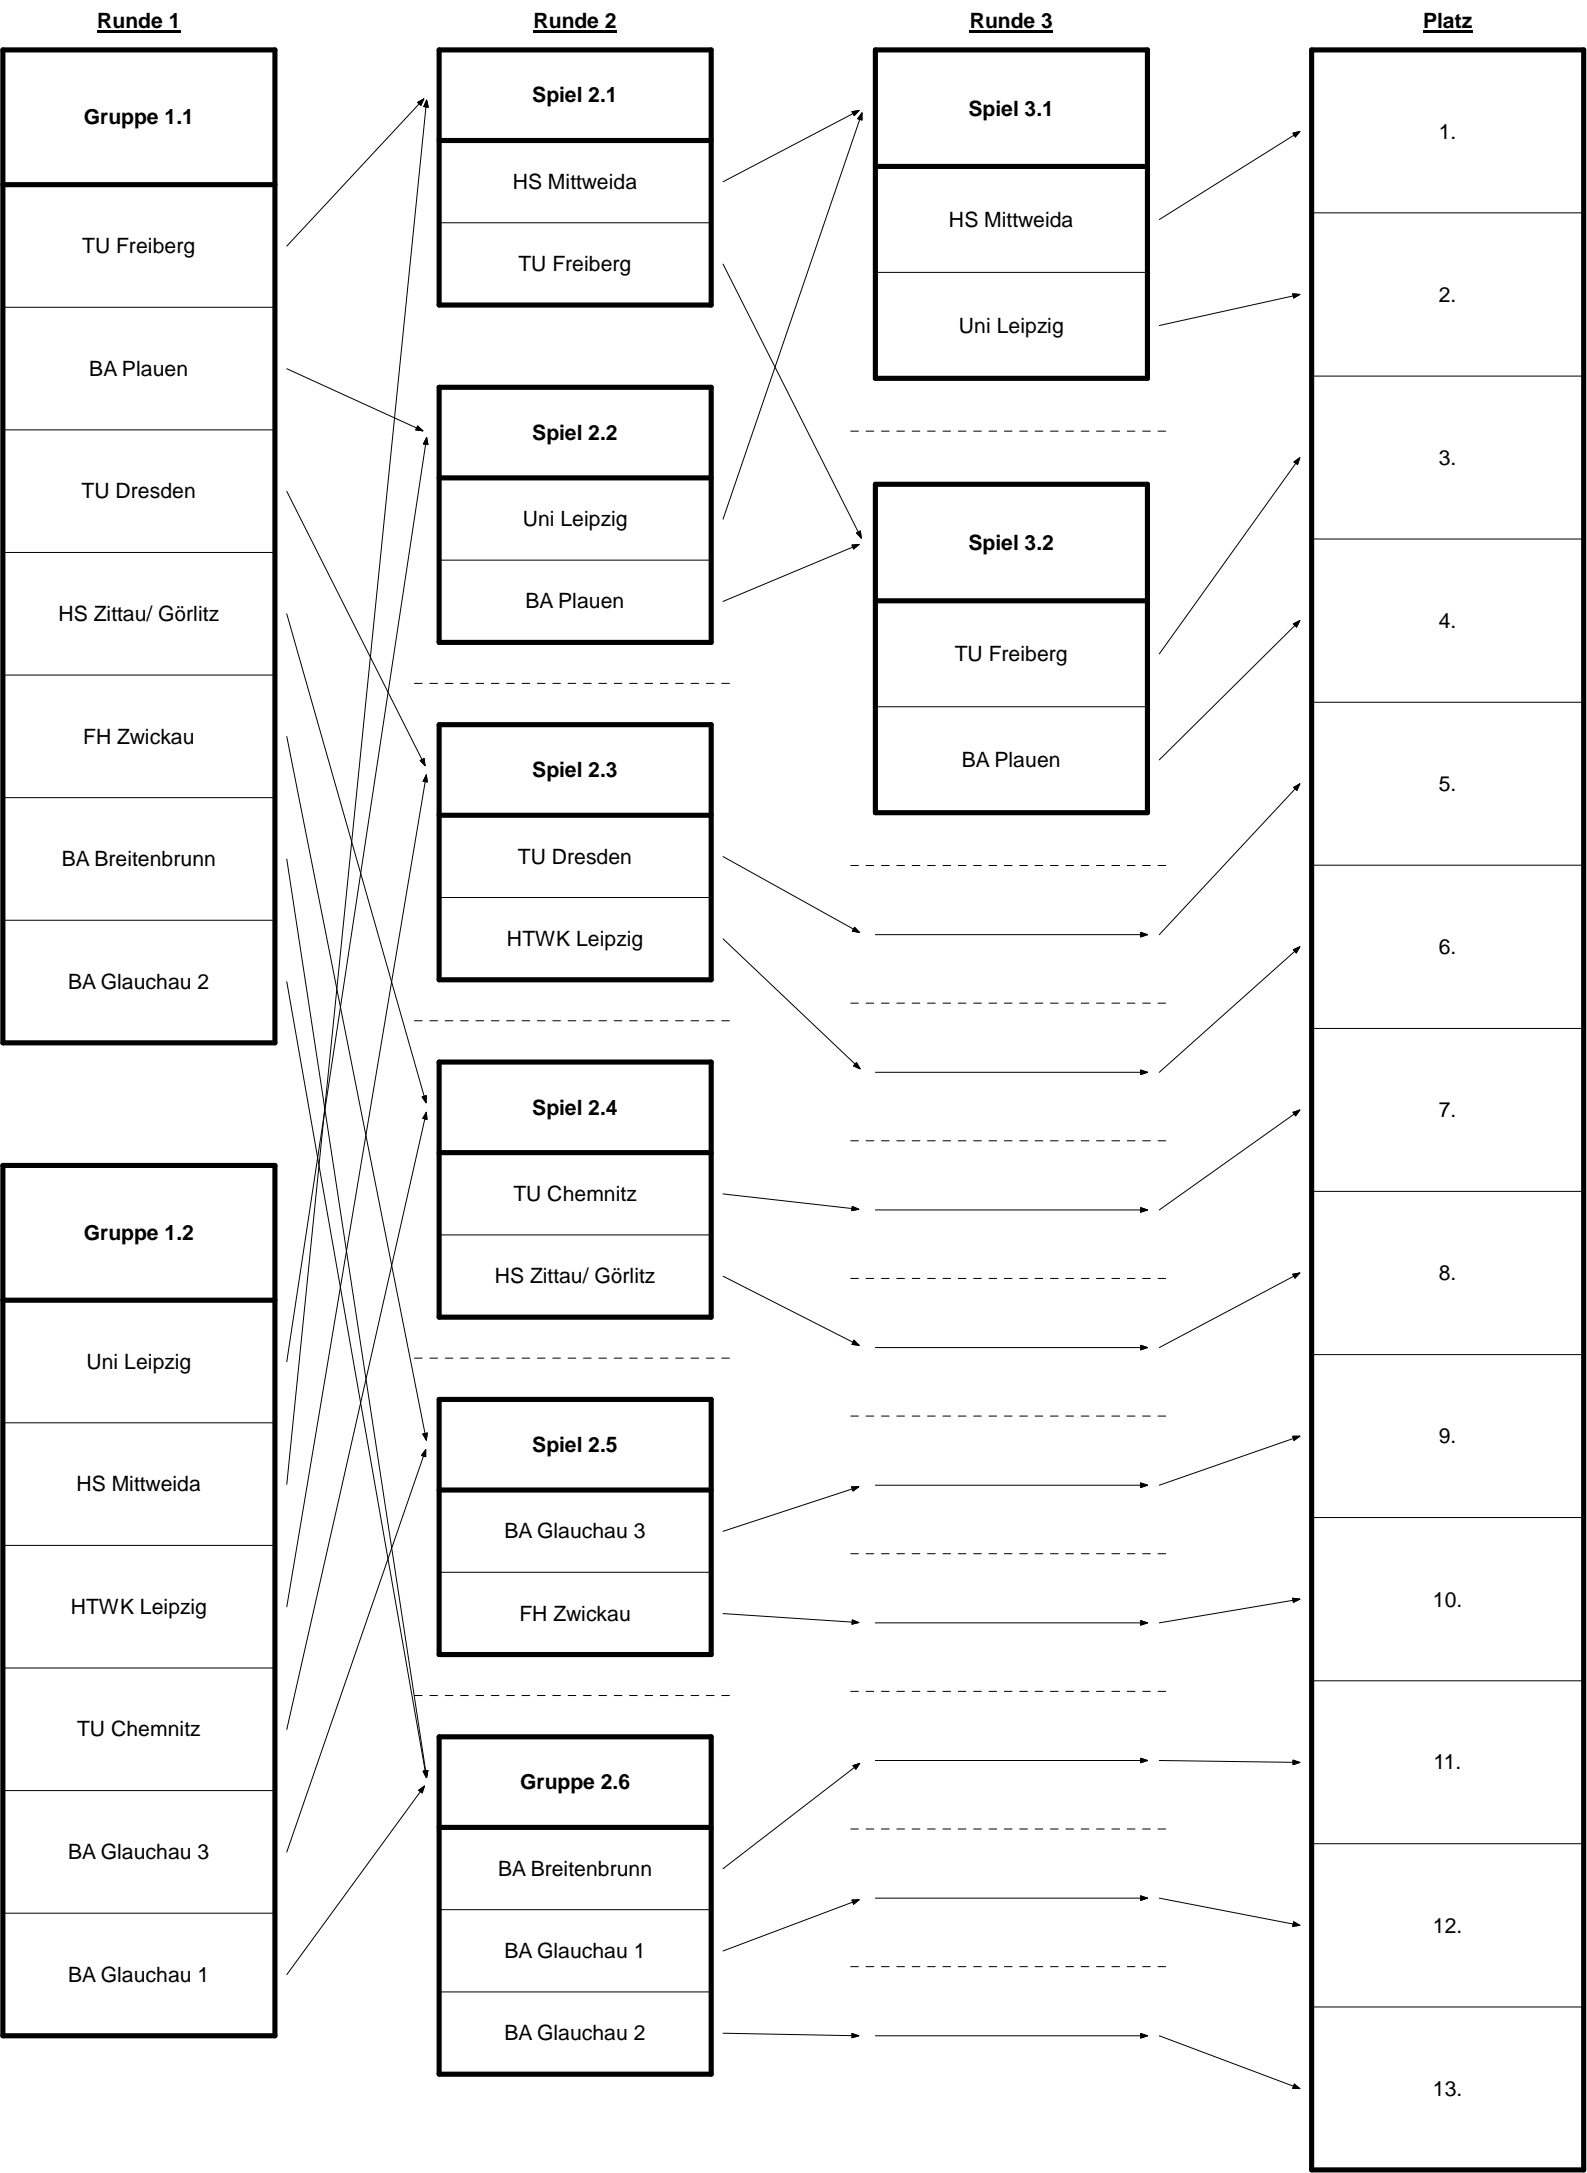 Runde 1
Runde 2
Runde 3
Platz
Gruppe 1.1
TU Freiberg
BA Plauen
TU Dresden
HS Zittau/ Görlitz
FH Zwickau
BA Breitenbrunn
BA Glauchau 2
Gruppe 1.2
Uni Leipzig
HS Mittweida
HTWK Leipzig
TU Chemnitz
BA Glauchau 3
BA Glauchau 1
Spiel 2.1
HS Mittweida
TU Freiberg
Spiel 2.2
Uni Leipzig
BA Plauen
Spiel 2.3
TU Dresden
HTWK Leipzig
Spiel 2.4
TU Chemnitz
HS Zittau/ Görlitz
Spiel 2.5
BA Glauchau 3
FH Zwickau
Gruppe 2.6
BA Breitenbrunn
BA Glauchau 1
BA Glauchau 2
Spiel 3.1
HS Mittweida
Uni Leipzig
Spiel 3.2
TU Freiberg
BA Plauen
1.
2.
3.
4.
5.
6.
7.
8.
9.
10.
11.
12.
13.